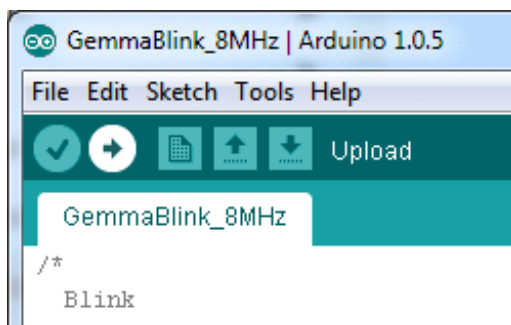 GemmaBlink_8MHz | Arduino 1.0.5
File Edit Sketch Tools Help
Upload
GemmaBlink_8MHz
/*
Blink